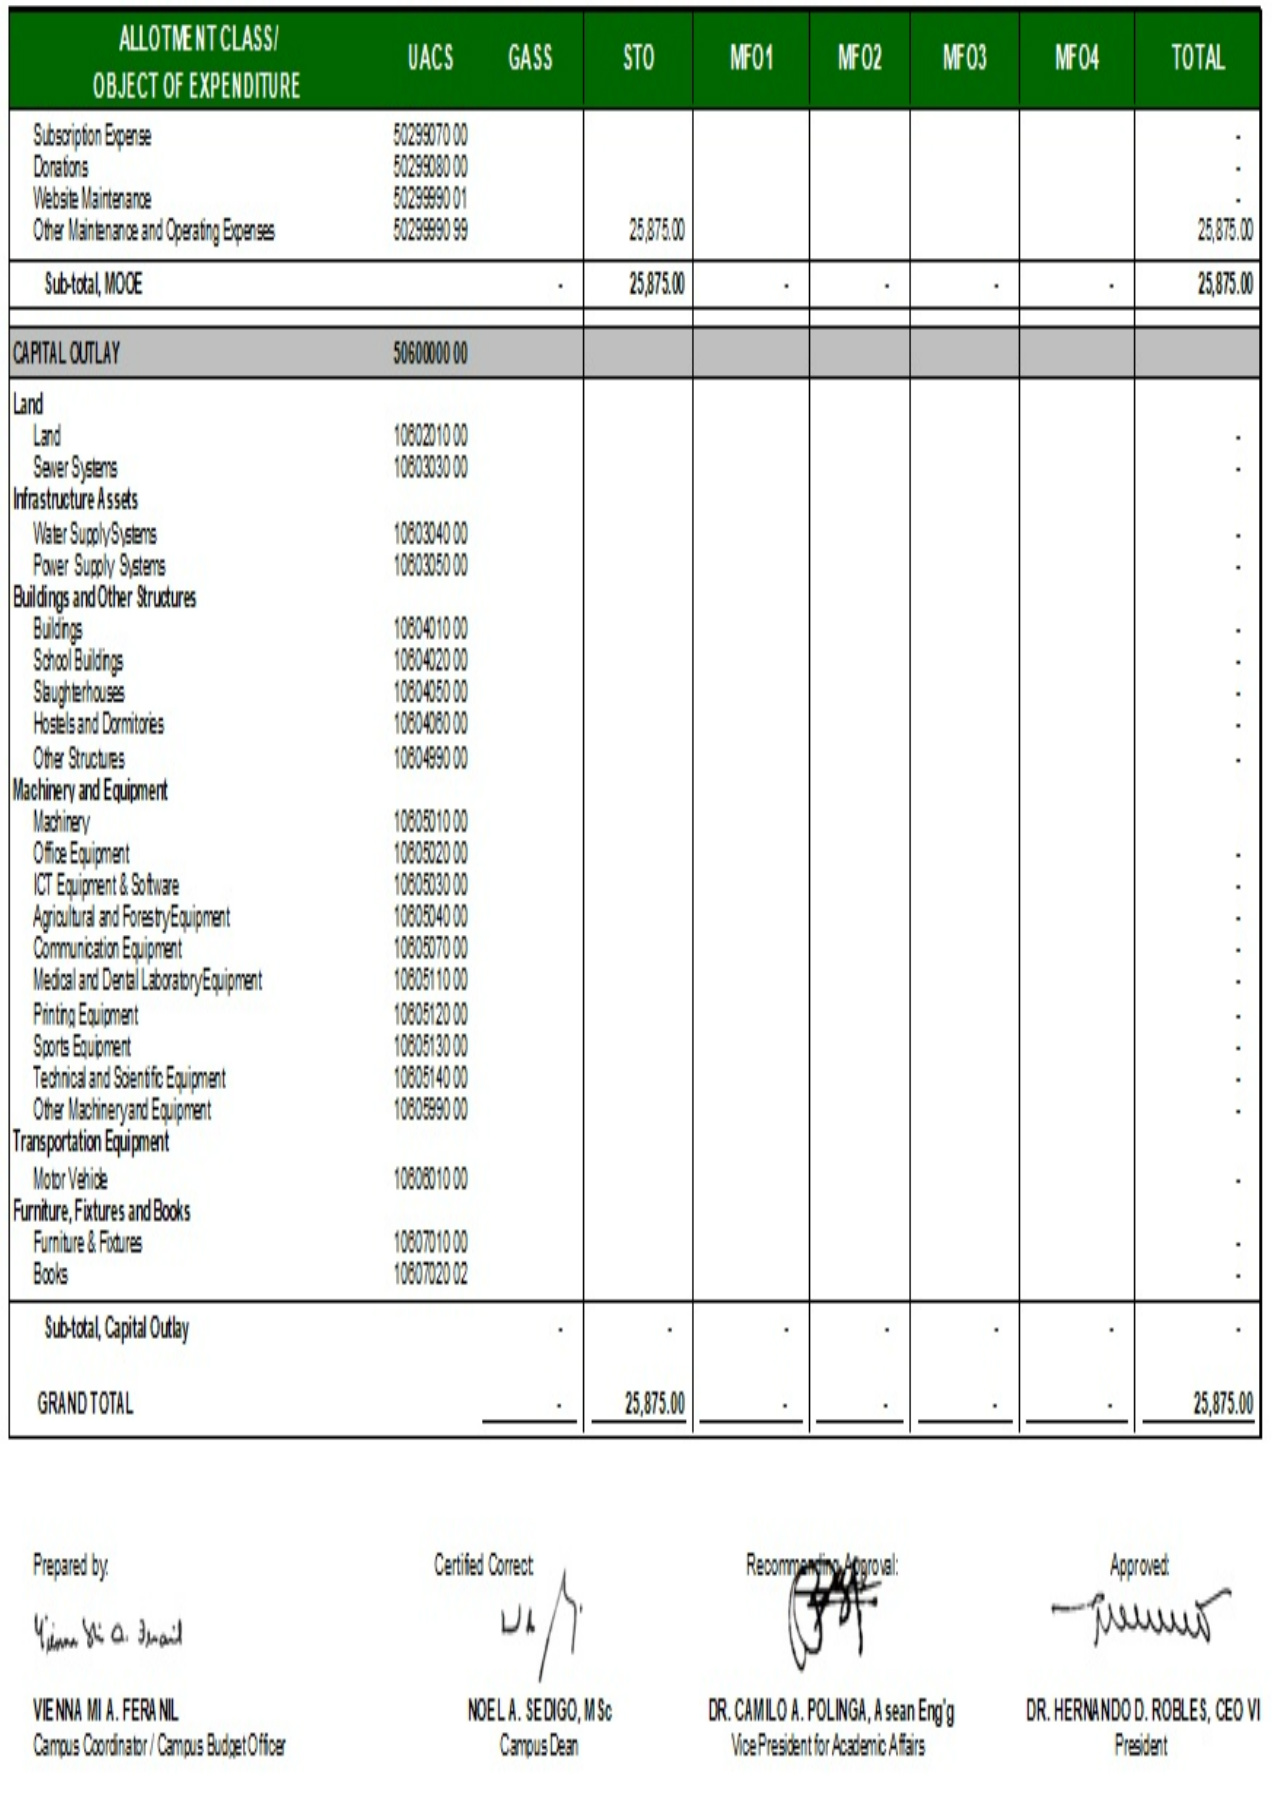 ALLOTMENT CLASS/ OBJECT OF EXPENDITURE UACS GASS STO MFO1 MFO2 MFO3 MFO4 TOTAL
Subscription Expense 50299070 00 -
Donations 50299080 00 -
Website Maintenance 50299990 01 -
Other Maintenance and Operating Expenses 50299990 99 25,875.00 25,875.00
Sub-total, MOOE - 25,875.00 - - - - 25,875.00
CAPITAL OUTLAY 50600000 00
Land
Land 10602010 00 -
Sewer Systems 10603030 00 -
Infrastructure Assets
Water Supply Systems 10603040 00 -
Power Supply Systems 10603050 00 -
Buildings and Other Structures
Buildings 10604010 00 -
School Buildings 10604020 00 -
Slaughterhouses 10604050 00 -
Hostels and Dormitories 10604060 00 -
Other Structures 10604990 00 -
Machinery and Equipment
Machinery 10605010 00
Office Equipment 10605020 00 -
ICT Equipment & Software 10605030 00 -
Agricultural and Forestry Equipment 10605040 00 -
Communication Equipment 10605070 00 -
Medical and Dental Laboratory Equipment 10605110 00 -
Printing Equipment 10605120 00 -
Sports Equipment 10605130 00 -
Technical and Scientific Equipment 10605140 00 -
Other Machinery and Equipment 10605990 00 -
Transportation Equipment
Motor Vehicle 10606010 00 -
Furniture, Fixtures and Books
Furniture & Fixtures 10607010 00 -
Books 10607020 02 -
Sub-total, Capital Outlay - - - - - - -
GRAND TOTAL - 25,875.00 - - - - 25,875.00
Prepared by: Certified Correct: Recommending Approval: Approved:
VIENNA MI A. FERANIL NOEL A. SEDIGO, MSc DR. CAMILO A. POLINGA, Asean Eng'g DR. HERNANDO D. ROBLES, CEO VI
Campus Coordinator / Campus Budget Officer Campus Dean Vice President for Academic Affairs President